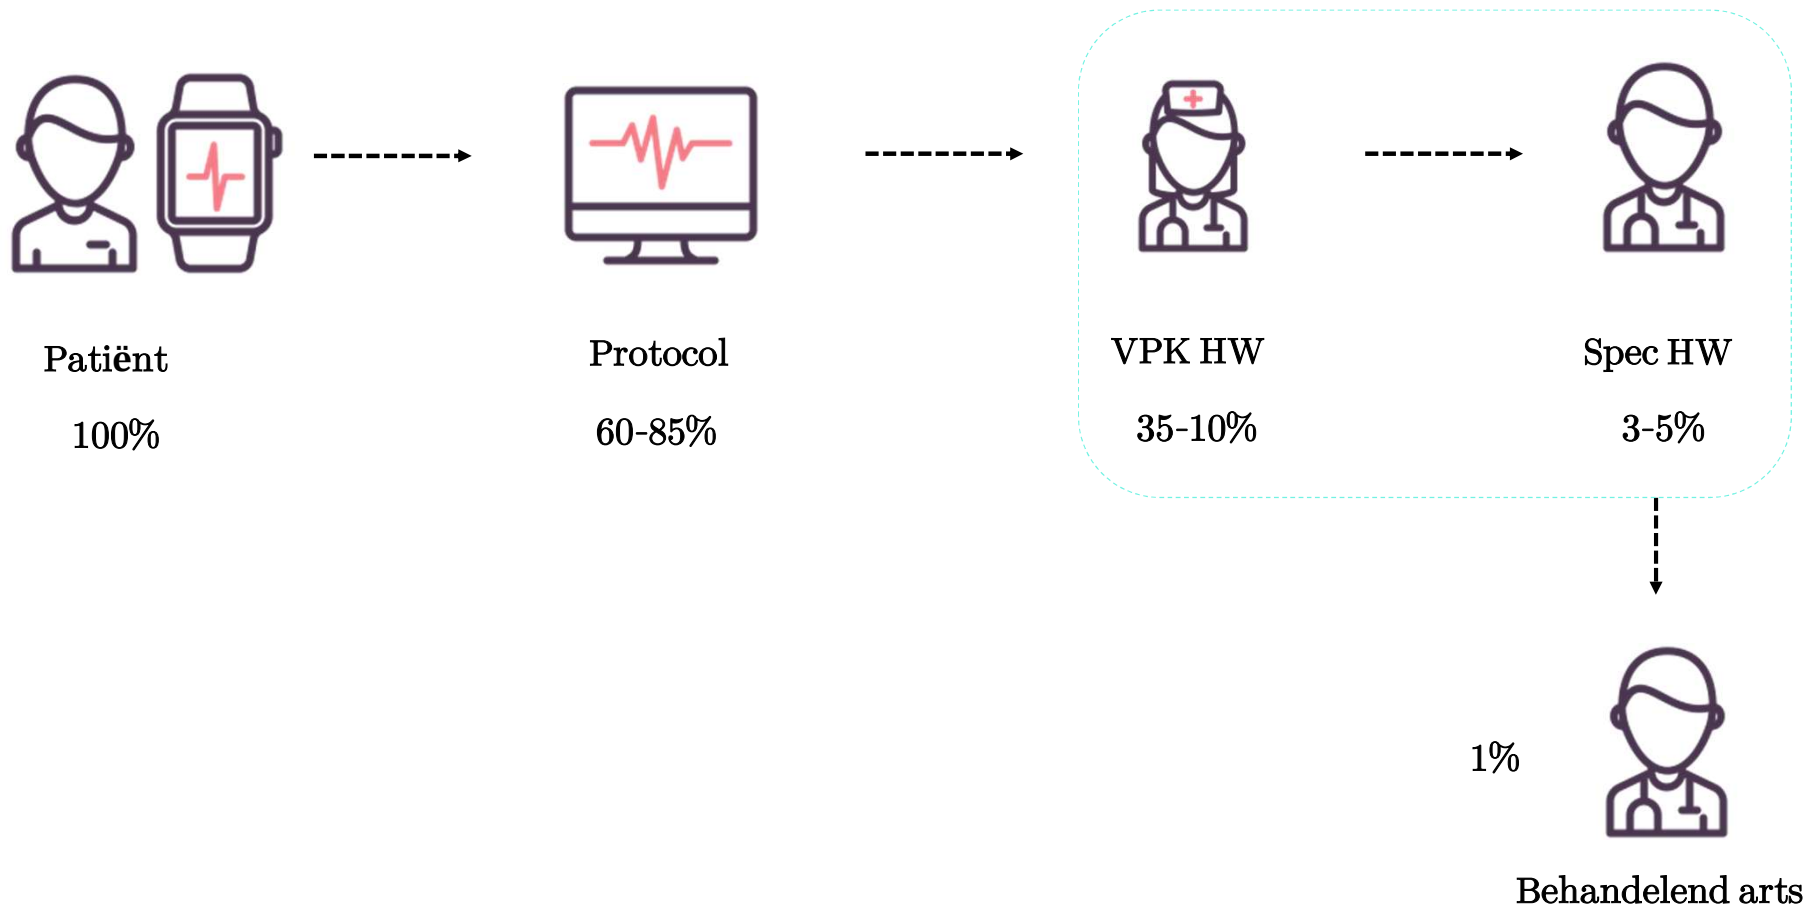 Patiënt
100%
Protocol
60-85%
VPK HW
35-10%
Spec HW
3-5%
1%
Behandelend arts